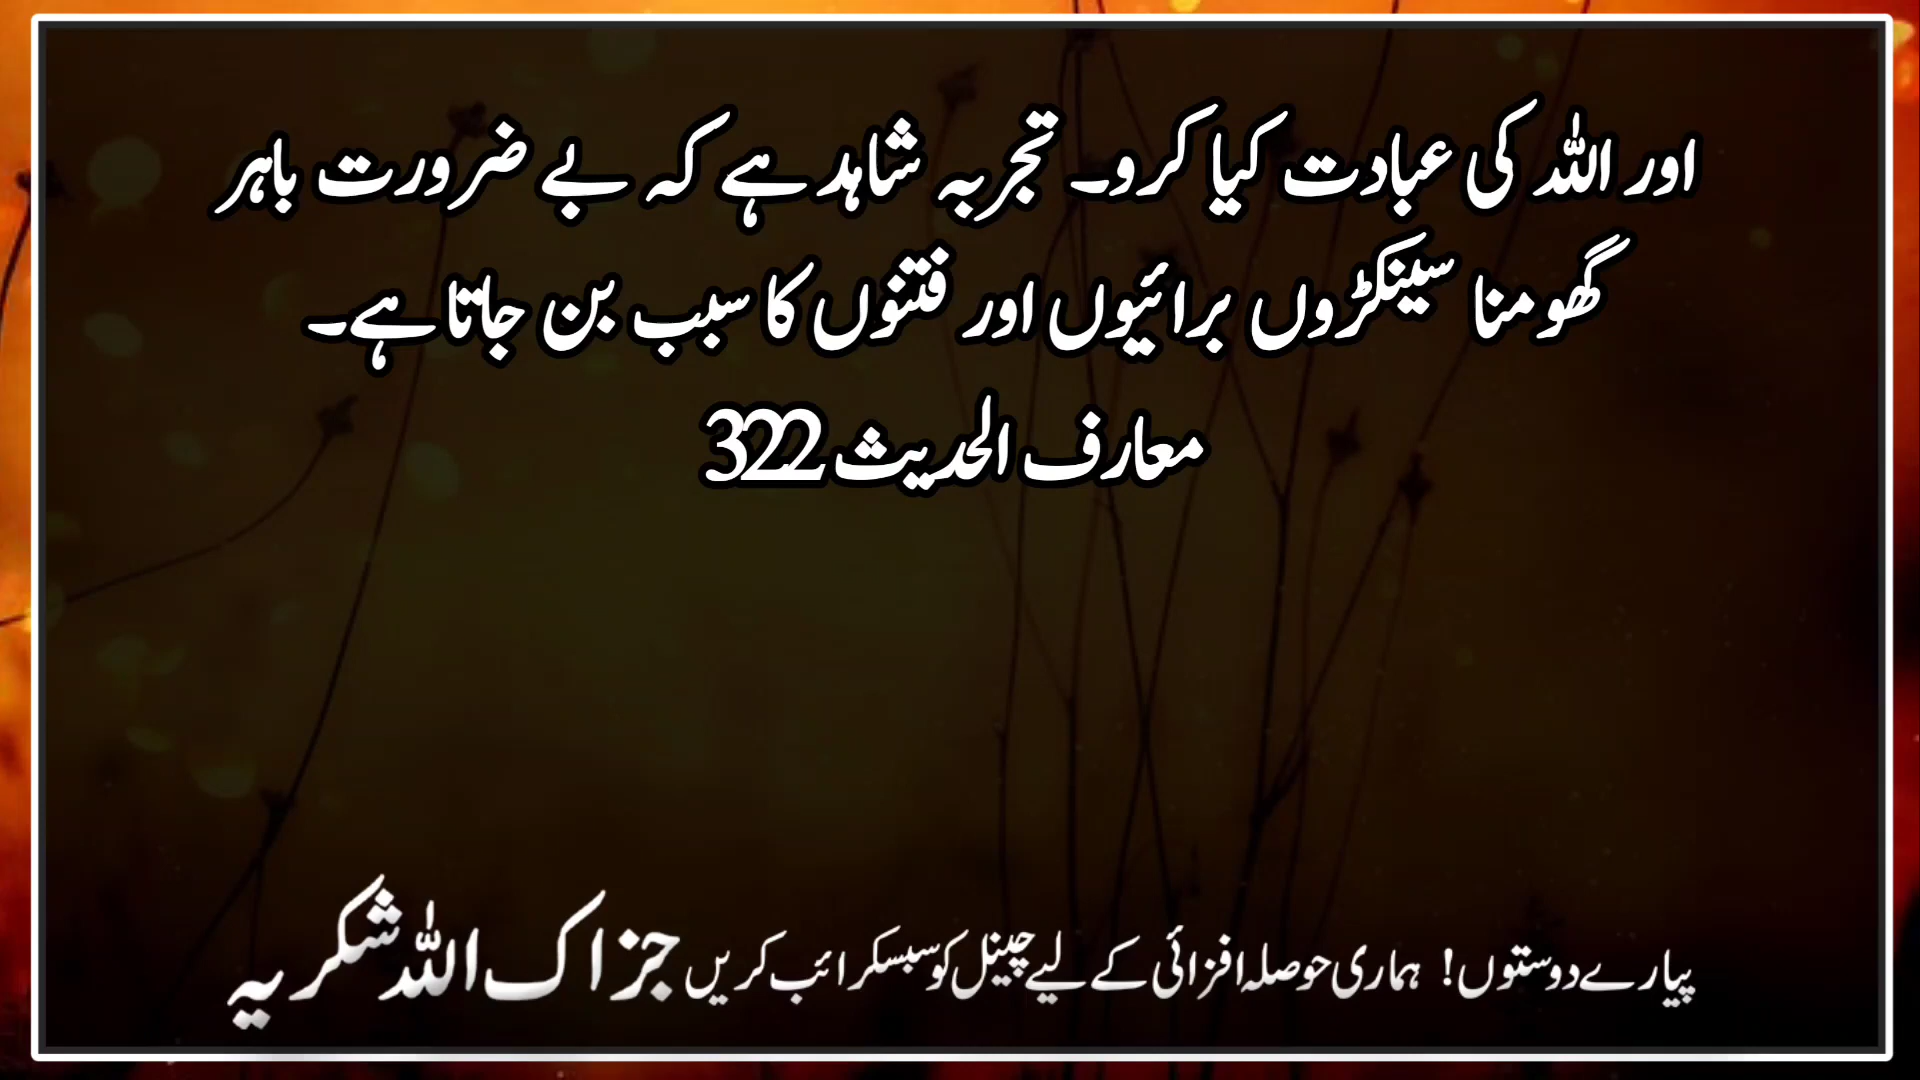 اور اللہ کی عبادت کیا کرو۔ تجربہ شاہد ہے کہ بے ضرورت باہر
گھومنا سینکڑوں برائیوں اور فتنوں کا سبب بن جاتا ہے۔
معارف الحدیث 322
پیارے دوستوں! ہماری حوصلہ افزائی کے لیے چینل کو سبسکرائب کریں جزاک اللہ شکریہ